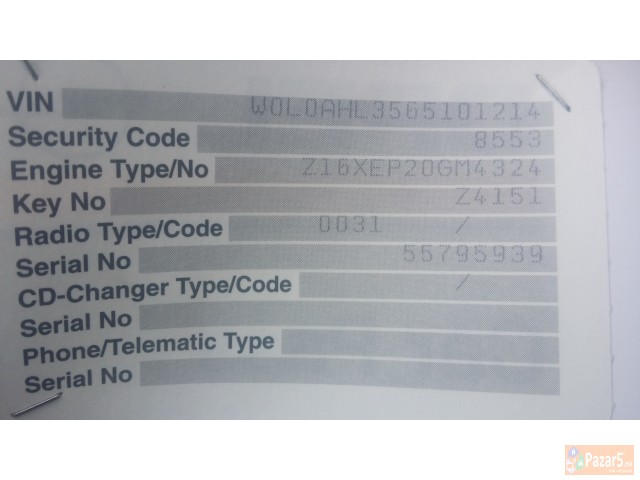 VIN W0L0AHL3565101214
Security Code 8553
Engine Type/No Z16XEP20GM4324
Key No Z4151
Radio Type/Code 0031 /
Serial No 55795939
CD-Changer Type/Code /
Serial No
Phone/Telematic Type
Serial No
Pazar5